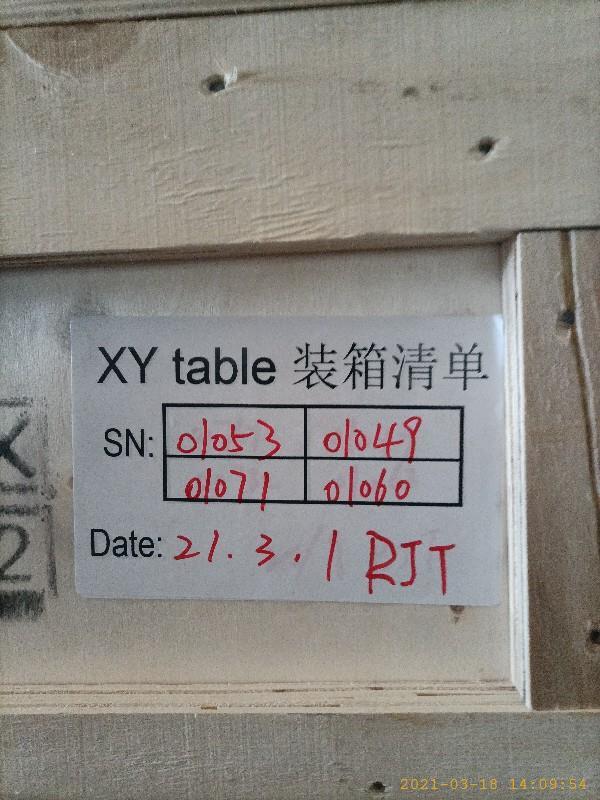 XY table 装箱清单
SN: 01053 01049
01071 01060
Date: 21.3.1 RJT
X
2
2021-03-18 14:09:54